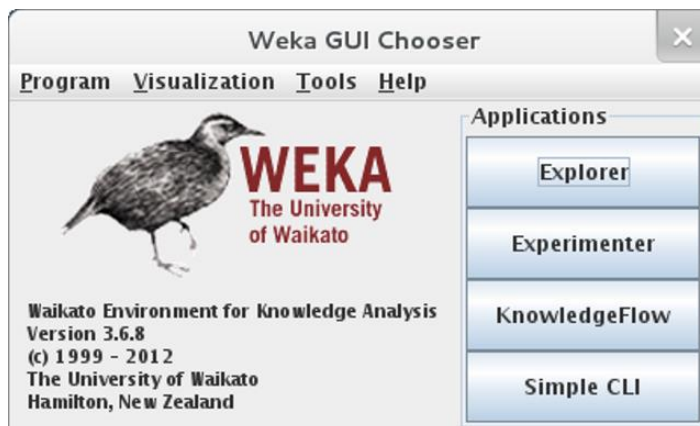 Weka GUI Chooser
Program Visualization Tools Help
WEKA
The University
of Waikato
Waikato Environment for Knowledge Analysis
Version 3.6.8
(c) 1999 - 2012
The University of Waikato
Hamilton, New Zealand
Applications
Explorer
Experimenter
KnowledgeFlow
Simple CLI